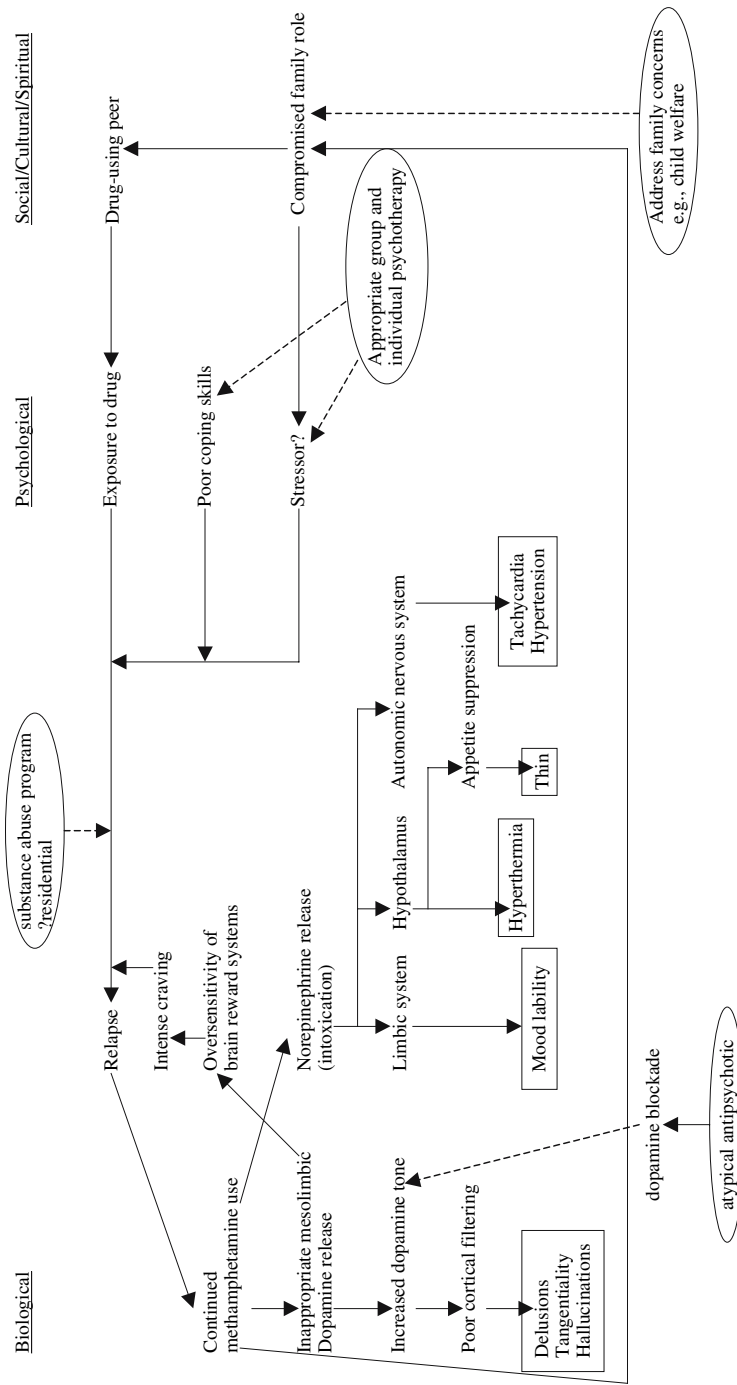 Biological
Psychological
Social/Cultural/Spiritual
substance abuse program
?residential
Relapse
Exposure to drug
Drug-using peer
Intense craving
Continued
methamphetamine use
Oversensitivity of
brain reward systems
Poor coping skills
Inappropriate mesolimbic
Dopamine release
Norepinephrine release
(intoxication)
Stressor?
Compromised family role
Appropriate group and
individual psychotherapy
Increased dopamine tone
Limbic system
Hypothalamus
Autonomic nervous system
Poor cortical filtering
Appetite suppression
Delusions
Tangentiality
Hallucinations
Mood lability
Hyperthermia
Thin
Tachycardia
Hypertension
dopamine blockade
atypical antipsychotic
Address family concerns
e.g., child welfare